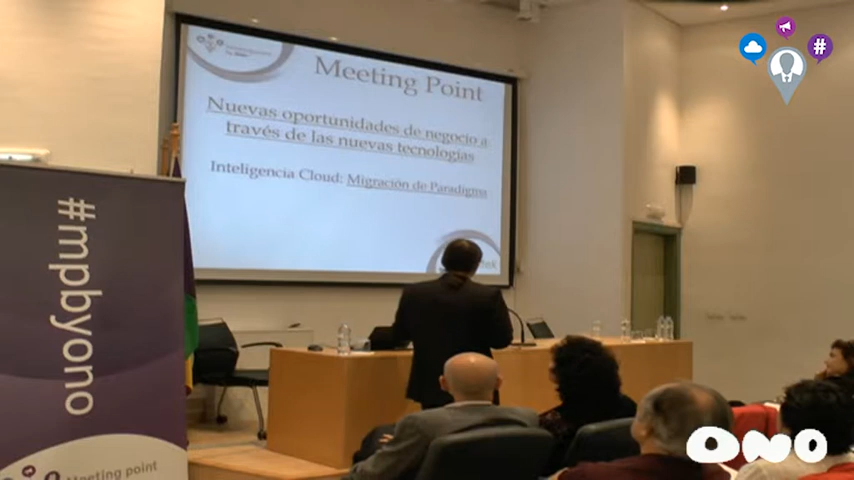 Meeting Point
Nuevas oportunidades de negocio a
través de las nuevas tecnologías
Inteligencia Cloud: Migración de Paradigma
#
#mpbyono
Meeting point
ONO